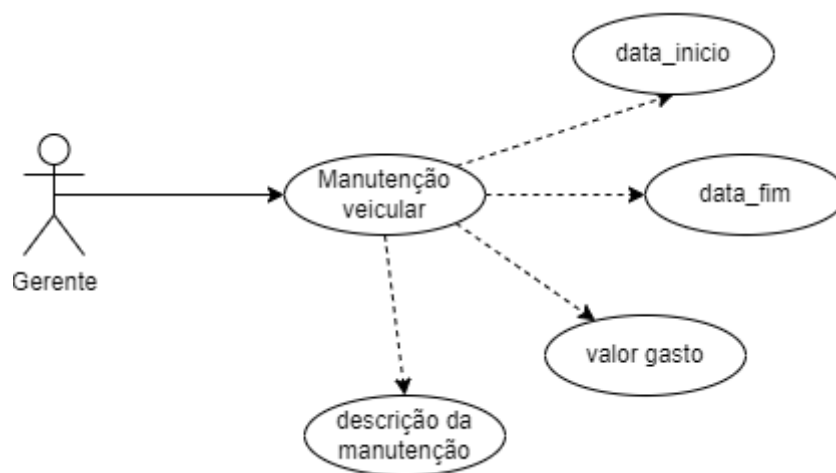 data_inicio
Manutenção
veicular
data_fim
Gerente
valor gasto
descrição da
manutenção